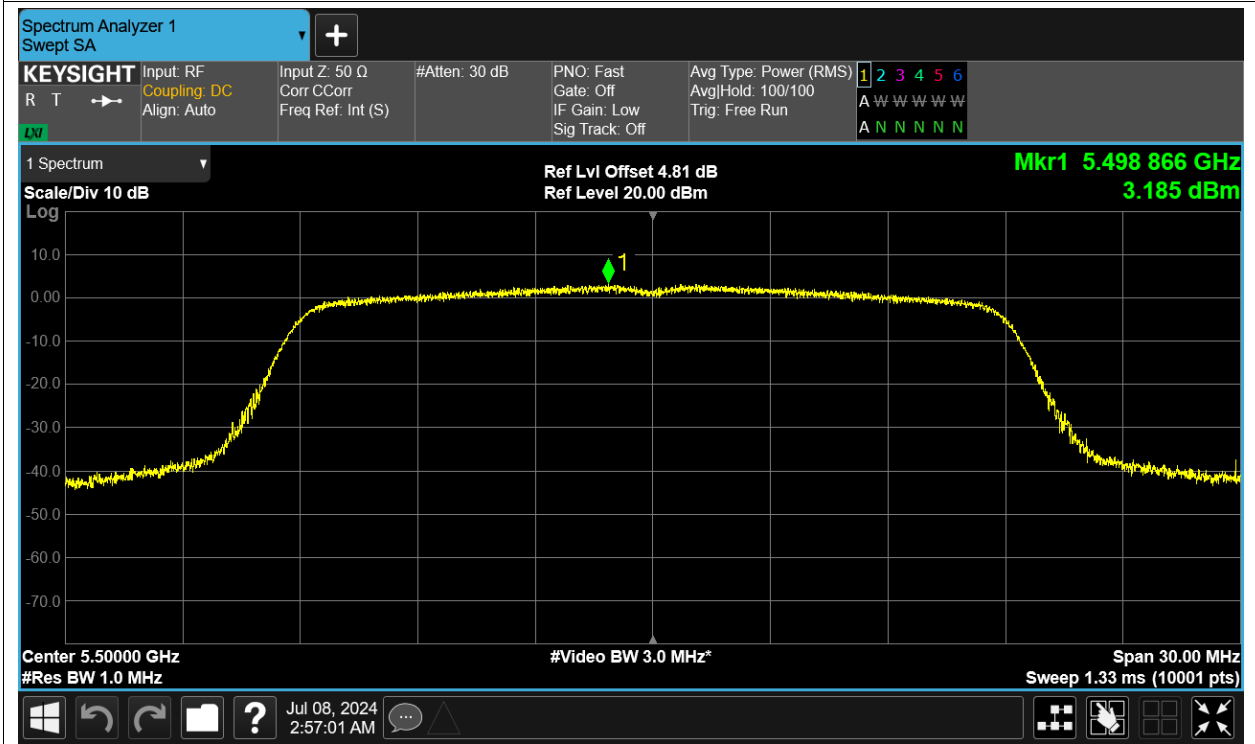 Spectrum Analyzer 1
Swept SA
KEYSIGHT
R T
LXI
Input: RF
Coupling: DC
Align: Auto
Input Z: 50 Ω
Corr CCorr
Freq Ref: Int (S)
#Atten: 30 dB
PNO: Fast
Gate: Off
IF Gain: Low
Sig Track: Off
Avg Type: Power (RMS)
Avg|Hold: 100/100
Trig: Free Run
1 2 3 4 5 6
A W W W W W
A N N N N N
1 Spectrum
Scale/Div 10 dB
Log
Ref Lvl Offset 4.81 dB
Ref Level 20.00 dBm
Mkr1 5.498 866 GHz
3.185 dBm
1
10.0
0.00
-10.0
-20.0
-30.0
-40.0
-50.0
-60.0
-70.0
Center 5.50000 GHz
#Res BW 1.0 MHz
#Video BW 3.0 MHz*
Span 30.00 MHz
Sweep 1.33 ms (10001 pts)
?
Jul 08, 2024
2:57:01 AM